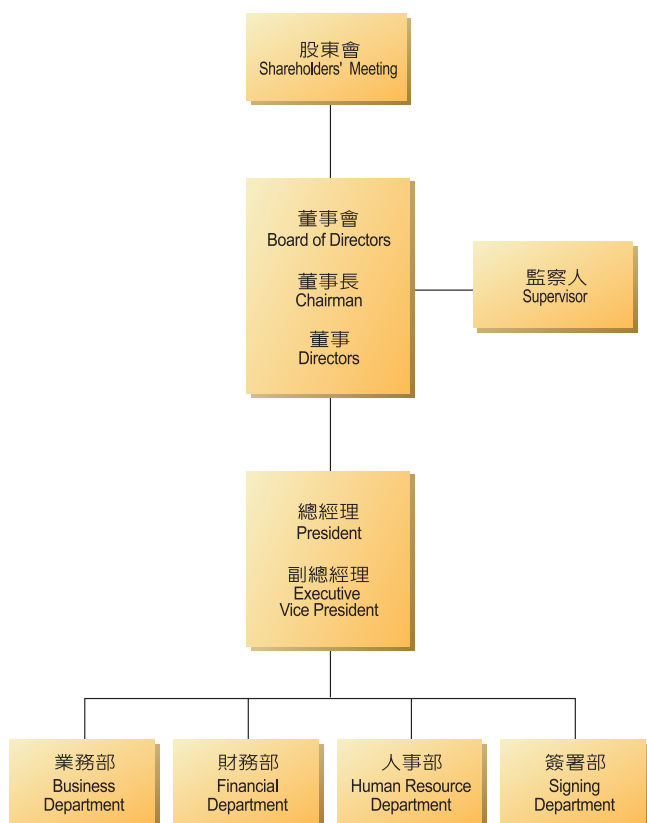 股東會
Shareholders' Meeting
董事會
Board of Directors
董事長
Chairman
董事
Directors
監察人
Supervisor
總經理
President
副總經理
Executive
Vice President
業務部
Business
Department
財務部
Financial
Department
人事部
Human Resource
Department
簽署部
Signing
Department